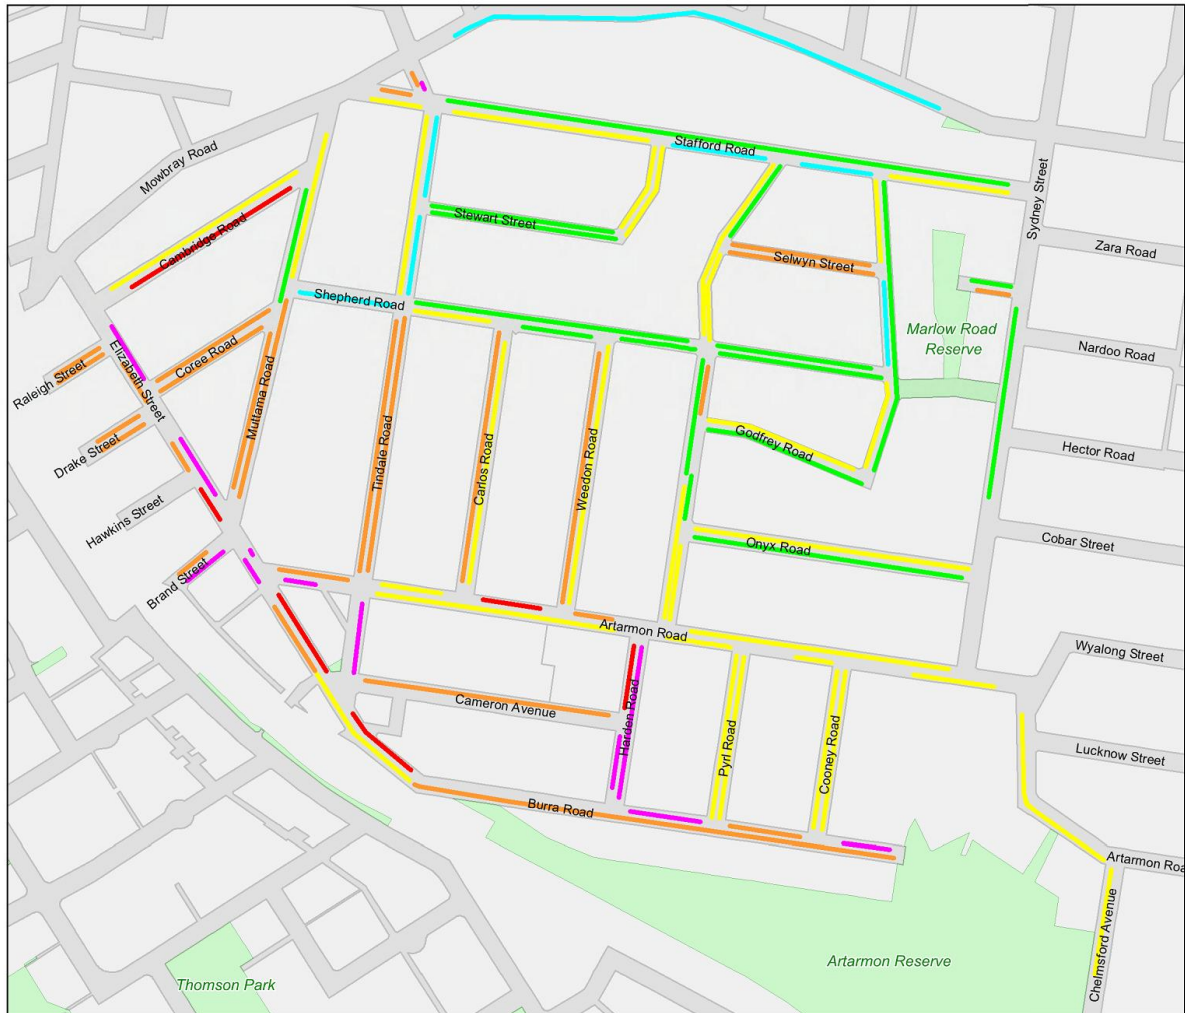 Stafford Road
Mowbray Road
Sydney Street
Stewart Street
Cambridge Road
Zara Road
Selwyn Street
Shepherd Road
Marlow Road
Reserve
Nardoo Road
Coree Road
Raleigh Street
Elizabeth Street
Muttama Road
Godfrey Road
Hector Road
Drake Street
Tindale Road
Carlos Road
Weedon Road
Hawkins Street
Onyx Road
Cobar Street
Brand Street
Artarmon Road
Wyalong Street
Cameron Avenue
Harden Road
Pyrl Road
Cooney Road
Lucknow Street
Burra Road
Artarmon Roa
Chelmsford Avenue
Artarmon Reserve
Thomson Park